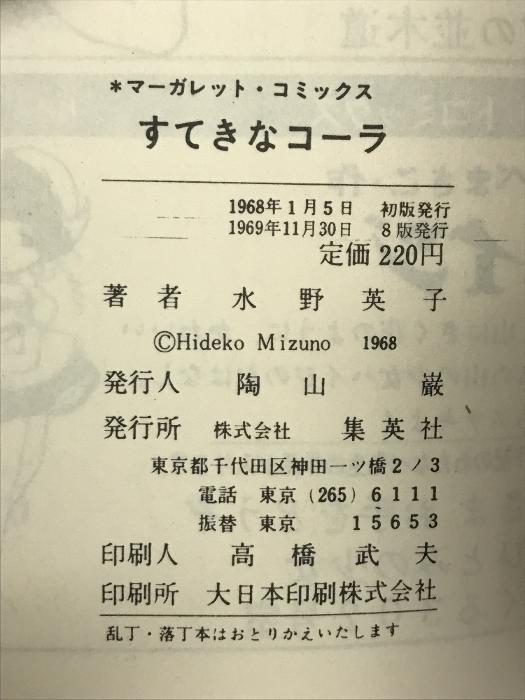 の並木道
*マーガレット・コミックス
すてきなコーラ
1968年1月5日 初版発行
1969年11月30日 8版発行
定価 220円
著者 水野英子
©Hideko Mizuno 1968
発行人 陶山巌
発行所 株式会社 集英社
東京都千代田区神田一ツ橋2ノ3
電話 東京 (265) 6111
振替 東京 15653
印刷人 高橋武夫
印刷所 大日本印刷株式会社
乱丁・落丁本はおとりかえいたします